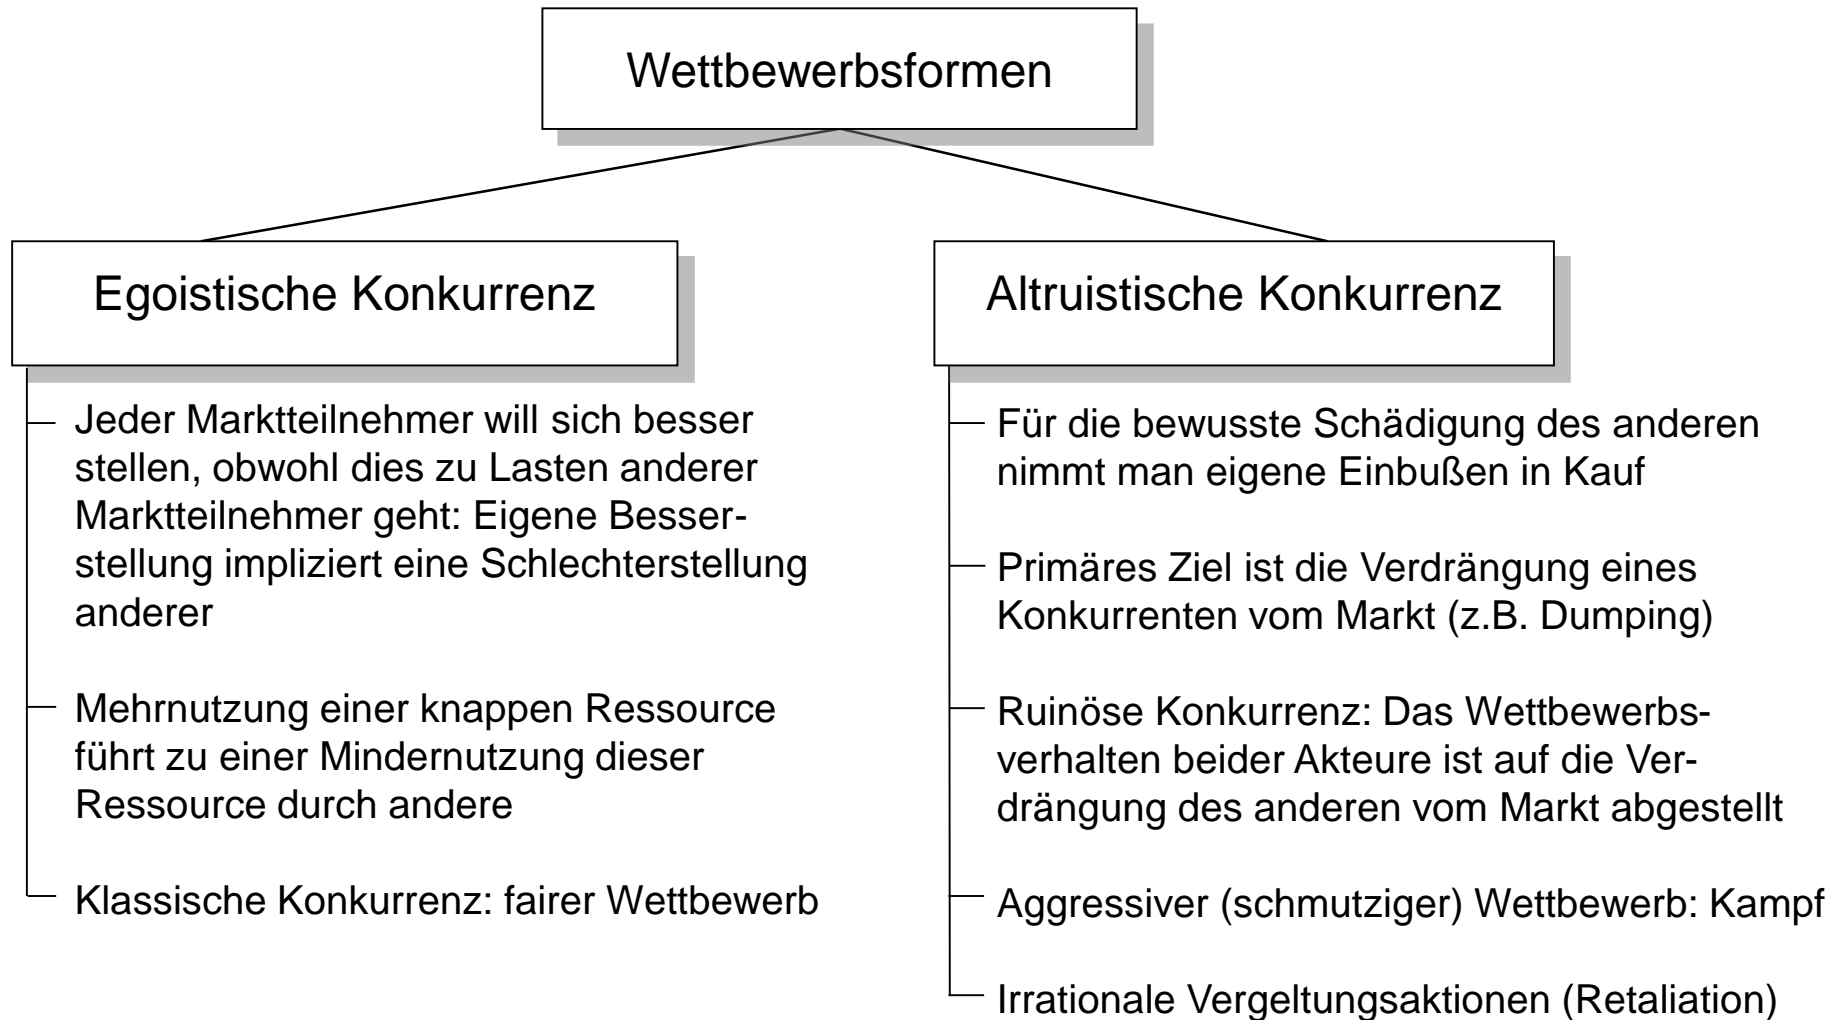 Wettbewerbsformen
Egoistische Konkurrenz
Jeder Marktteilnehmer will sich besser
stellen, obwohl dies zu Lasten anderer
Marktteilnehmer geht: Eigene Besser-
stellung impliziert eine Schlechterstellung
anderer
Mehrnutzung einer knappen Ressource
führt zu einer Mindernutzung dieser
Ressource durch andere
Klassische Konkurrenz: fairer Wettbewerb
Altruistische Konkurrenz
Für die bewusste Schädigung des anderen
nimmt man eigene Einbußen in Kauf
Primäres Ziel ist die Verdrängung eines
Konkurrenten vom Markt (z.B. Dumping)
Ruinöse Konkurrenz: Das Wettbewerbs-
verhalten beider Akteure ist auf die Ver-
drängung des anderen vom Markt abgestellt
Aggressiver (schmutziger) Wettbewerb: Kampf
Irrationale Vergeltungsaktionen (Retaliation)